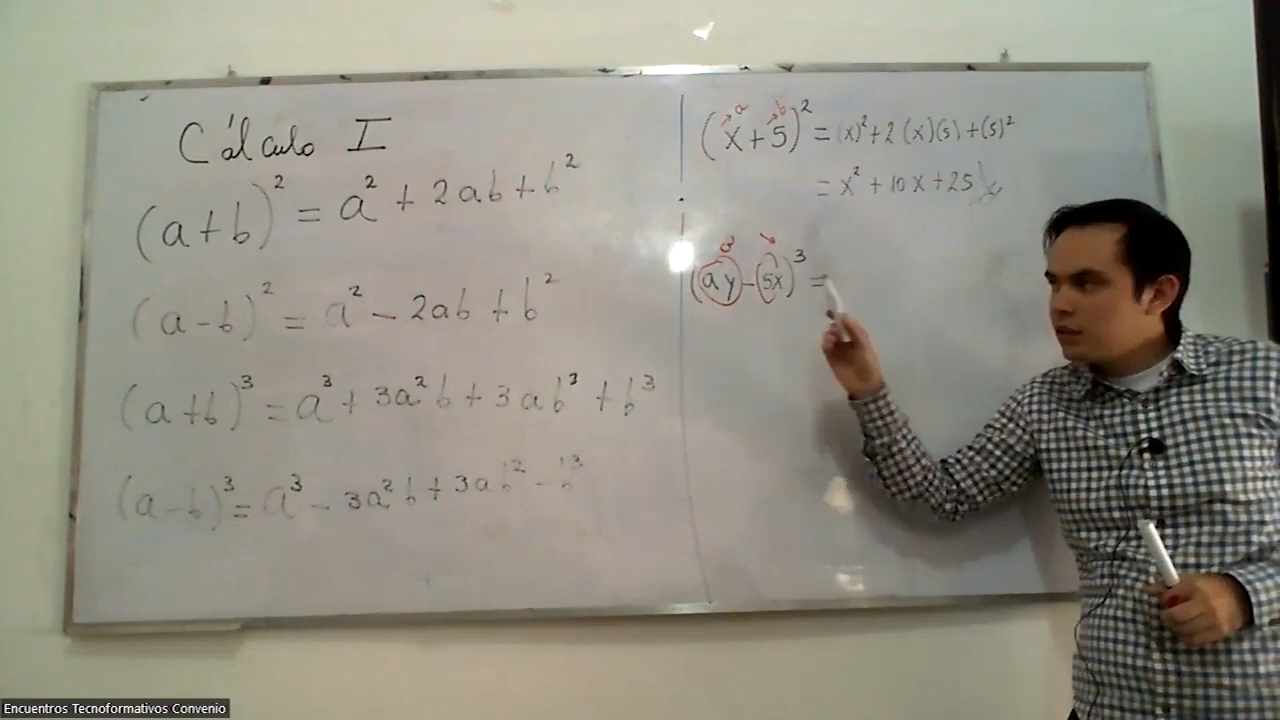 Cálculo I
(a+b)² = a² + 2ab + b²
(a-b)² = a² - 2ab + b²
(a+b)³ = a³ + 3a²b + 3ab² + b³
(a-b)³ = a³ - 3a²b + 3ab² - b³
a b
(x+5)² = (x)² + 2(x)(5) + (5)²
= x² + 10x + 25
(ay - 5x)³ =
Encuentros Tecnoformativos Convenio